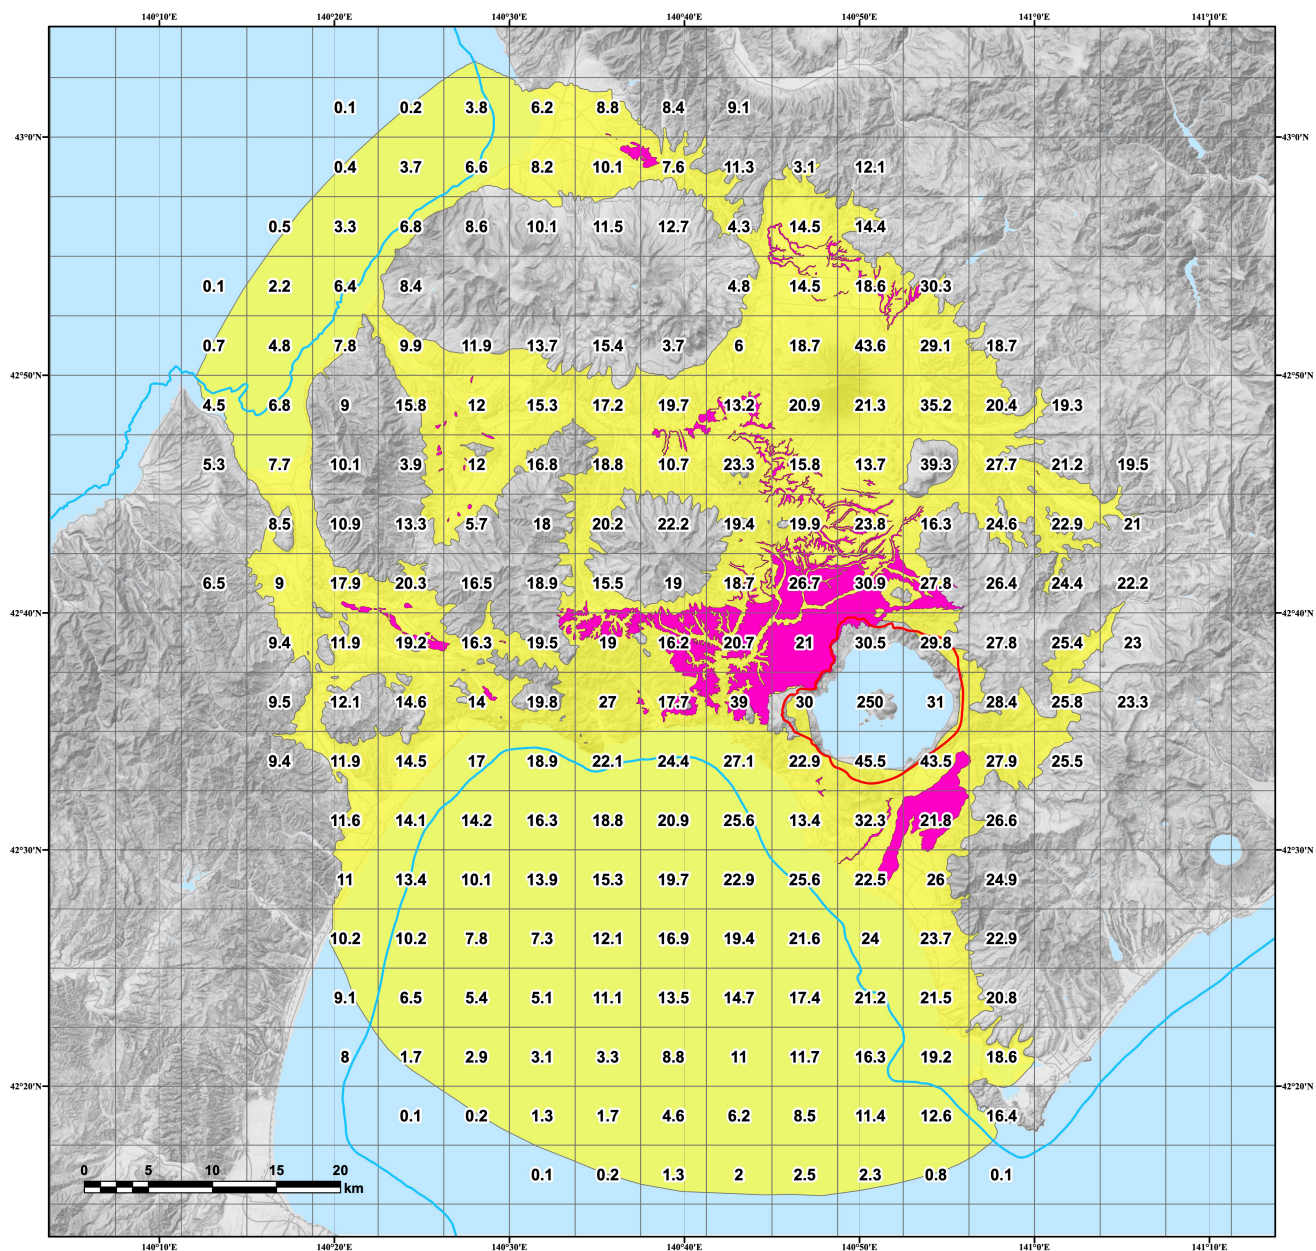 140°10'E 140°20'E 140°30'E 140°40'E 140°50'E 141°0'E 141°10'E
0.1 0.2 3.8 6.2 8.8 8.4 9.1
43°0'N 43°0'N
0.4 3.7 6.6 8.2 10.1 7.6 11.3 3.1 12.1
0.5 3.3 6.8 8.6 10.1 11.5 12.7 4.3 14.5 14.4
0.1 2.2 6.4 8.4 4.8 14.5 18.6 30.3
0.7 4.8 7.8 9.9 11.9 13.7 15.4 3.7 6 18.7 43.6 29.1 18.7
42°50'N 42°50'N
4.5 6.8 9 15.8 12 15.3 17.2 19.7 13.2 20.9 21.3 35.2 20.4 19.3
5.3 7.7 10.1 3.9 12 16.8 18.8 10.7 23.3 15.8 13.7 39.3 27.7 21.2 19.5
8.5 10.9 13.3 5.7 18 20.2 22.2 19.4 19.9 23.8 16.3 24.6 22.9 21
6.5 9 17.9 20.3 16.5 18.9 15.5 19 18.7 26.7 30.9 27.8 26.4 24.4 22.2
42°40'N 42°40'N
9.4 11.9 19.2 16.3 19.5 19 16.2 20.7 21 30.5 29.8 27.8 25.4 23
9.5 12.1 14.6 14 19.8 27 17.7 39 30 250 31 28.4 25.8 23.3
9.4 11.9 14.5 17 18.9 22.1 24.4 27.1 22.9 45.5 43.5 27.9 25.5
11.6 14.1 14.2 16.3 18.8 20.9 25.6 13.4 32.3 21.8 26.6
42°30'N 42°30'N
11 13.4 10.1 13.9 15.3 19.7 22.9 25.6 22.5 26 24.9
10.2 10.2 7.8 7.3 12.1 16.9 19.4 21.6 24 23.7 22.9
9.1 6.5 5.4 5.1 11.1 13.5 14.7 17.4 21.2 21.5 20.8
8 1.7 2.9 3.1 3.3 8.8 11 11.7 16.3 19.2 18.6
42°20'N 42°20'N
0.1 0.2 1.3 1.7 4.6 6.2 8.5 11.4 12.6 16.4
0.1 0.2 1.3 2 2.5 2.3 0.8 0.1
0 5 10 15 20
km
140°10'E 140°20'E 140°30'E 140°40'E 140°50'E 141°0'E 141°10'E